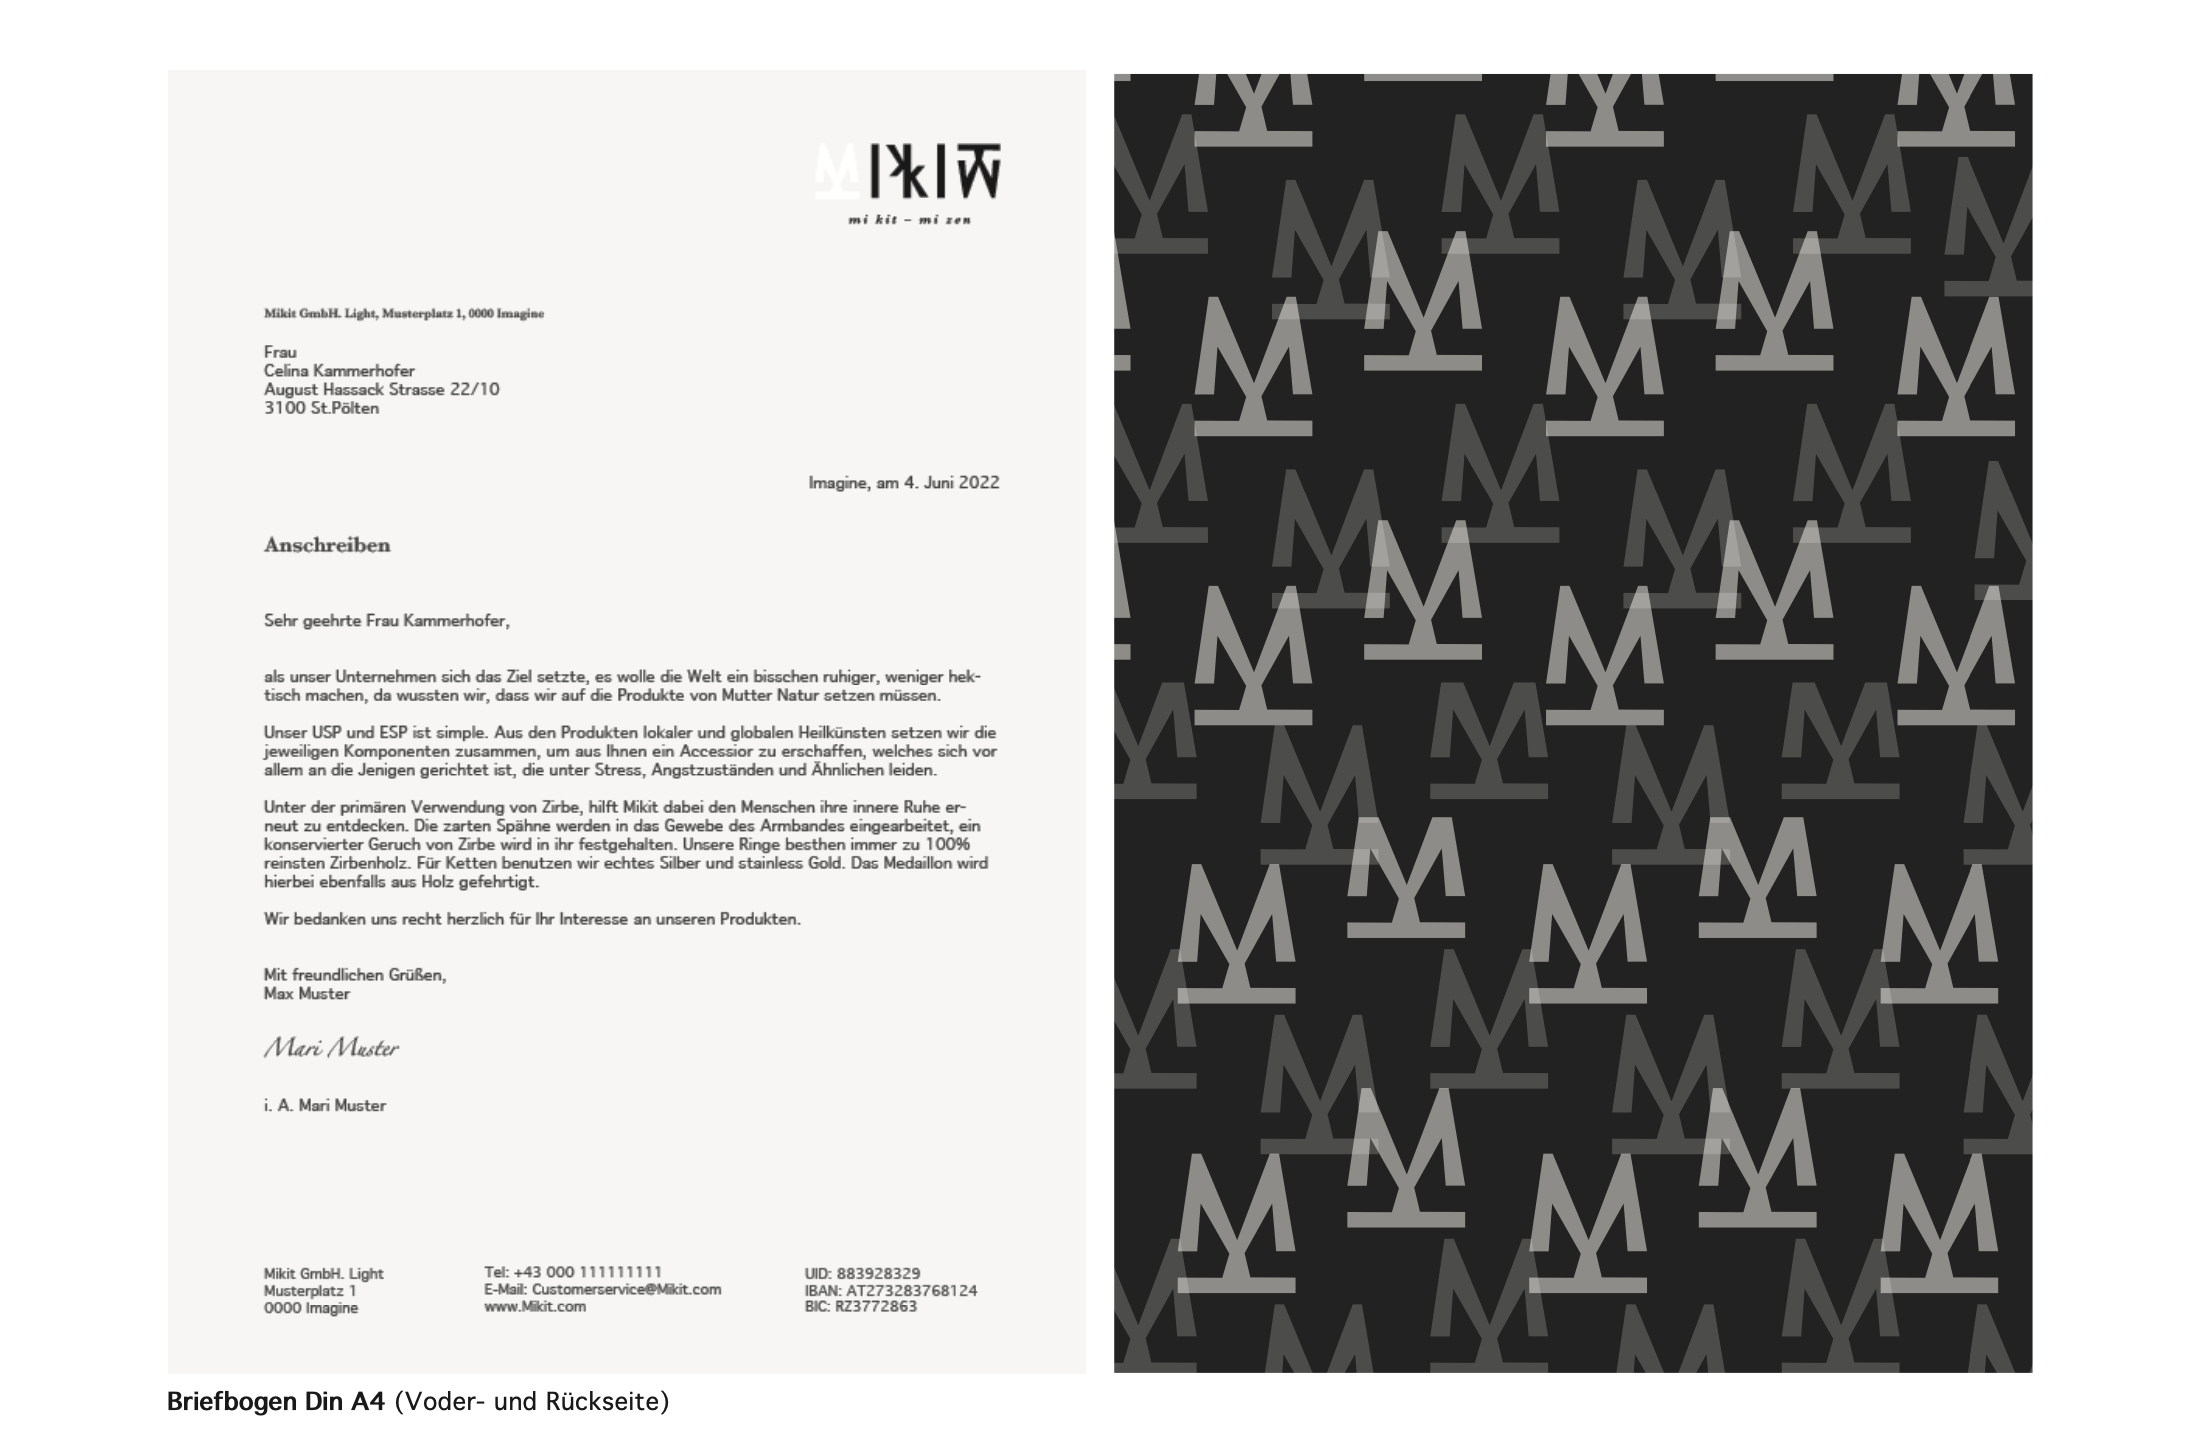 MIKIT
mi kit – mi zen
Mikit GmbH. Light, Musterplatz 1, 0000 Imagine
Frau
Celina Kammerhofer
August Hassack Strasse 22/10
3100 St.Pölten
Imagine, am 4. Juni 2022
Anschreiben
Sehr geehrte Frau Kammerhofer,
als unser Unternehmen sich das Ziel setzte, es wolle die Welt ein bisschen ruhiger, weniger hek-
tisch machen, da wussten wir, dass wir auf die Produkte von Mutter Natur setzen müssen.
Unser USP und ESP ist simple. Aus den Produkten lokaler und globalen Heilkünsten setzen wir die
jeweiligen Komponenten zusammen, um aus Ihnen ein Accessior zu erschaffen, welches sich vor
allem an die Jenigen gerichtet ist, die unter Stress, Angstzuständen und Ähnlichen leiden.
Unter der primären Verwendung von Zirbe, hilft Mikit dabei den Menschen ihre innere Ruhe er-
neut zu entdecken. Die zarten Spähne werden in das Gewebe des Armbandes eingearbeitet, ein
konservierter Geruch von Zirbe wird in ihr festgehalten. Unsere Ringe besthen immer zu 100%
reinsten Zirbenholz. Für Ketten benutzen wir echtes Silber und stainless Gold. Das Medaillon wird
hierbei ebenfalls aus Holz gefehrtigt.
Wir bedanken uns recht herzlich für Ihr Interesse an unseren Produkten.
Mit freundlichen Grüßen,
Max Muster
Mari Muster
i. A. Mari Muster
Mikit GmbH. Light
Musterplatz 1
0000 Imagine
Tel: +43 000 111111111
E-Mail: Customerservice@Mikit.com
www.Mikit.com
UID: 883928329
IBAN: AT273283768124
BIC: RZ3772863
Briefbogen Din A4 (Voder- und Rückseite)